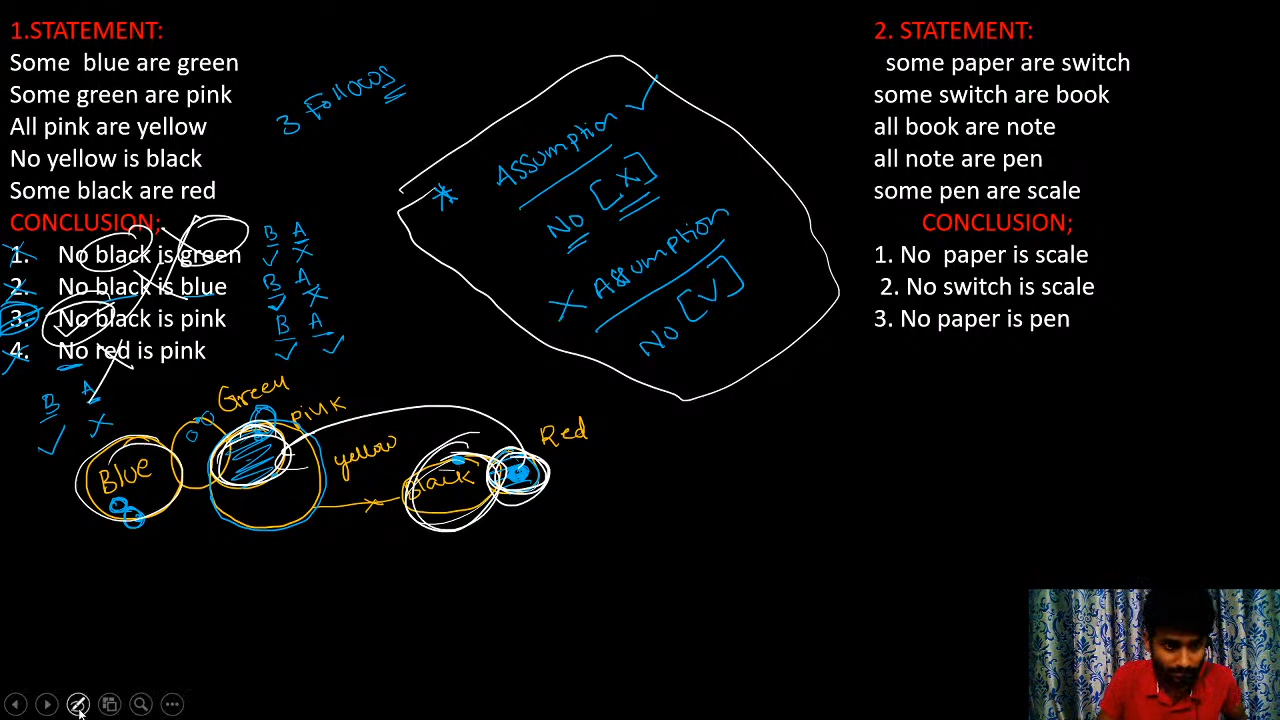 1.STATEMENT:
Some blue are green
Some green are pink
All pink are yellow
No yellow is black
Some black are red
CONCLUSION;
1. No black is green
2. No black is blue
3. No black is pink
4. No red is pink
3 Follows
B A
B A
B A
B A
* Assumption ✓
No [X]
X Assumption
No [√]
Green
pink
Blue
yellow
Black
Red
2. STATEMENT:
some paper are switch
some switch are book
all book are note
all note are pen
some pen are scale
CONCLUSION;
1. No paper is scale
2. No switch is scale
3. No paper is pen